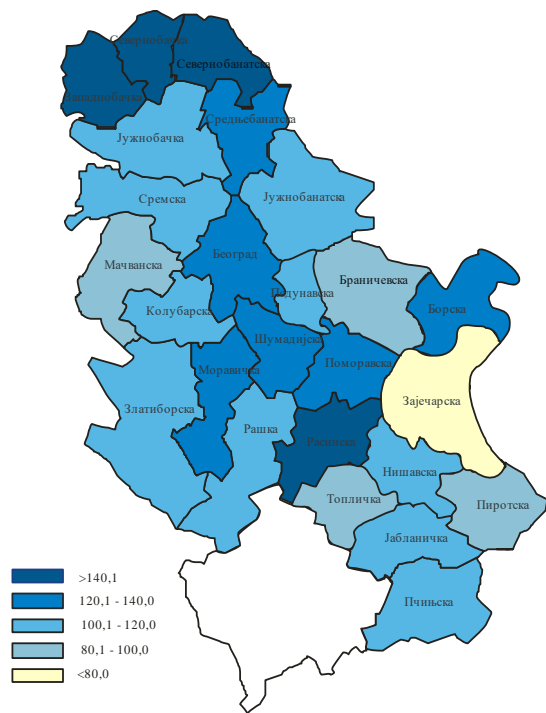 Севернобачка
Севернобанатска
Западнобачка
Средњебанатска
Јужнобачка
Јужнобанатска
Сремска
Београд
Мачванска
Браничевска
Подунавска
Борска
Колубарска
Шумадијска
Поморавска
Моравичка
Зајечарска
Златиборска
Рашка
Расинска
Нишавска
Топличка
Пиротска
Јабланичка
Пчињска
>140,1
120,1 - 140,0
100,1 - 120,0
80,1 - 100,0
<80,0